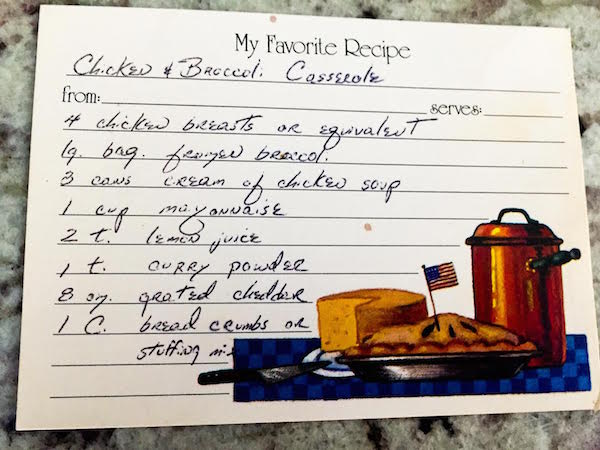 My Favorite Recipe
Chicken & Broccoli Casserole
from: serves:
4 chicken breasts or equivalent
lg. bag. frozen broccoli
3 cans cream of chicken soup
1 cup mayonnaise
2 t. lemon juice
1 t. curry powder
8 oz. grated cheddar
1 C. bread crumbs or
stuffing mix